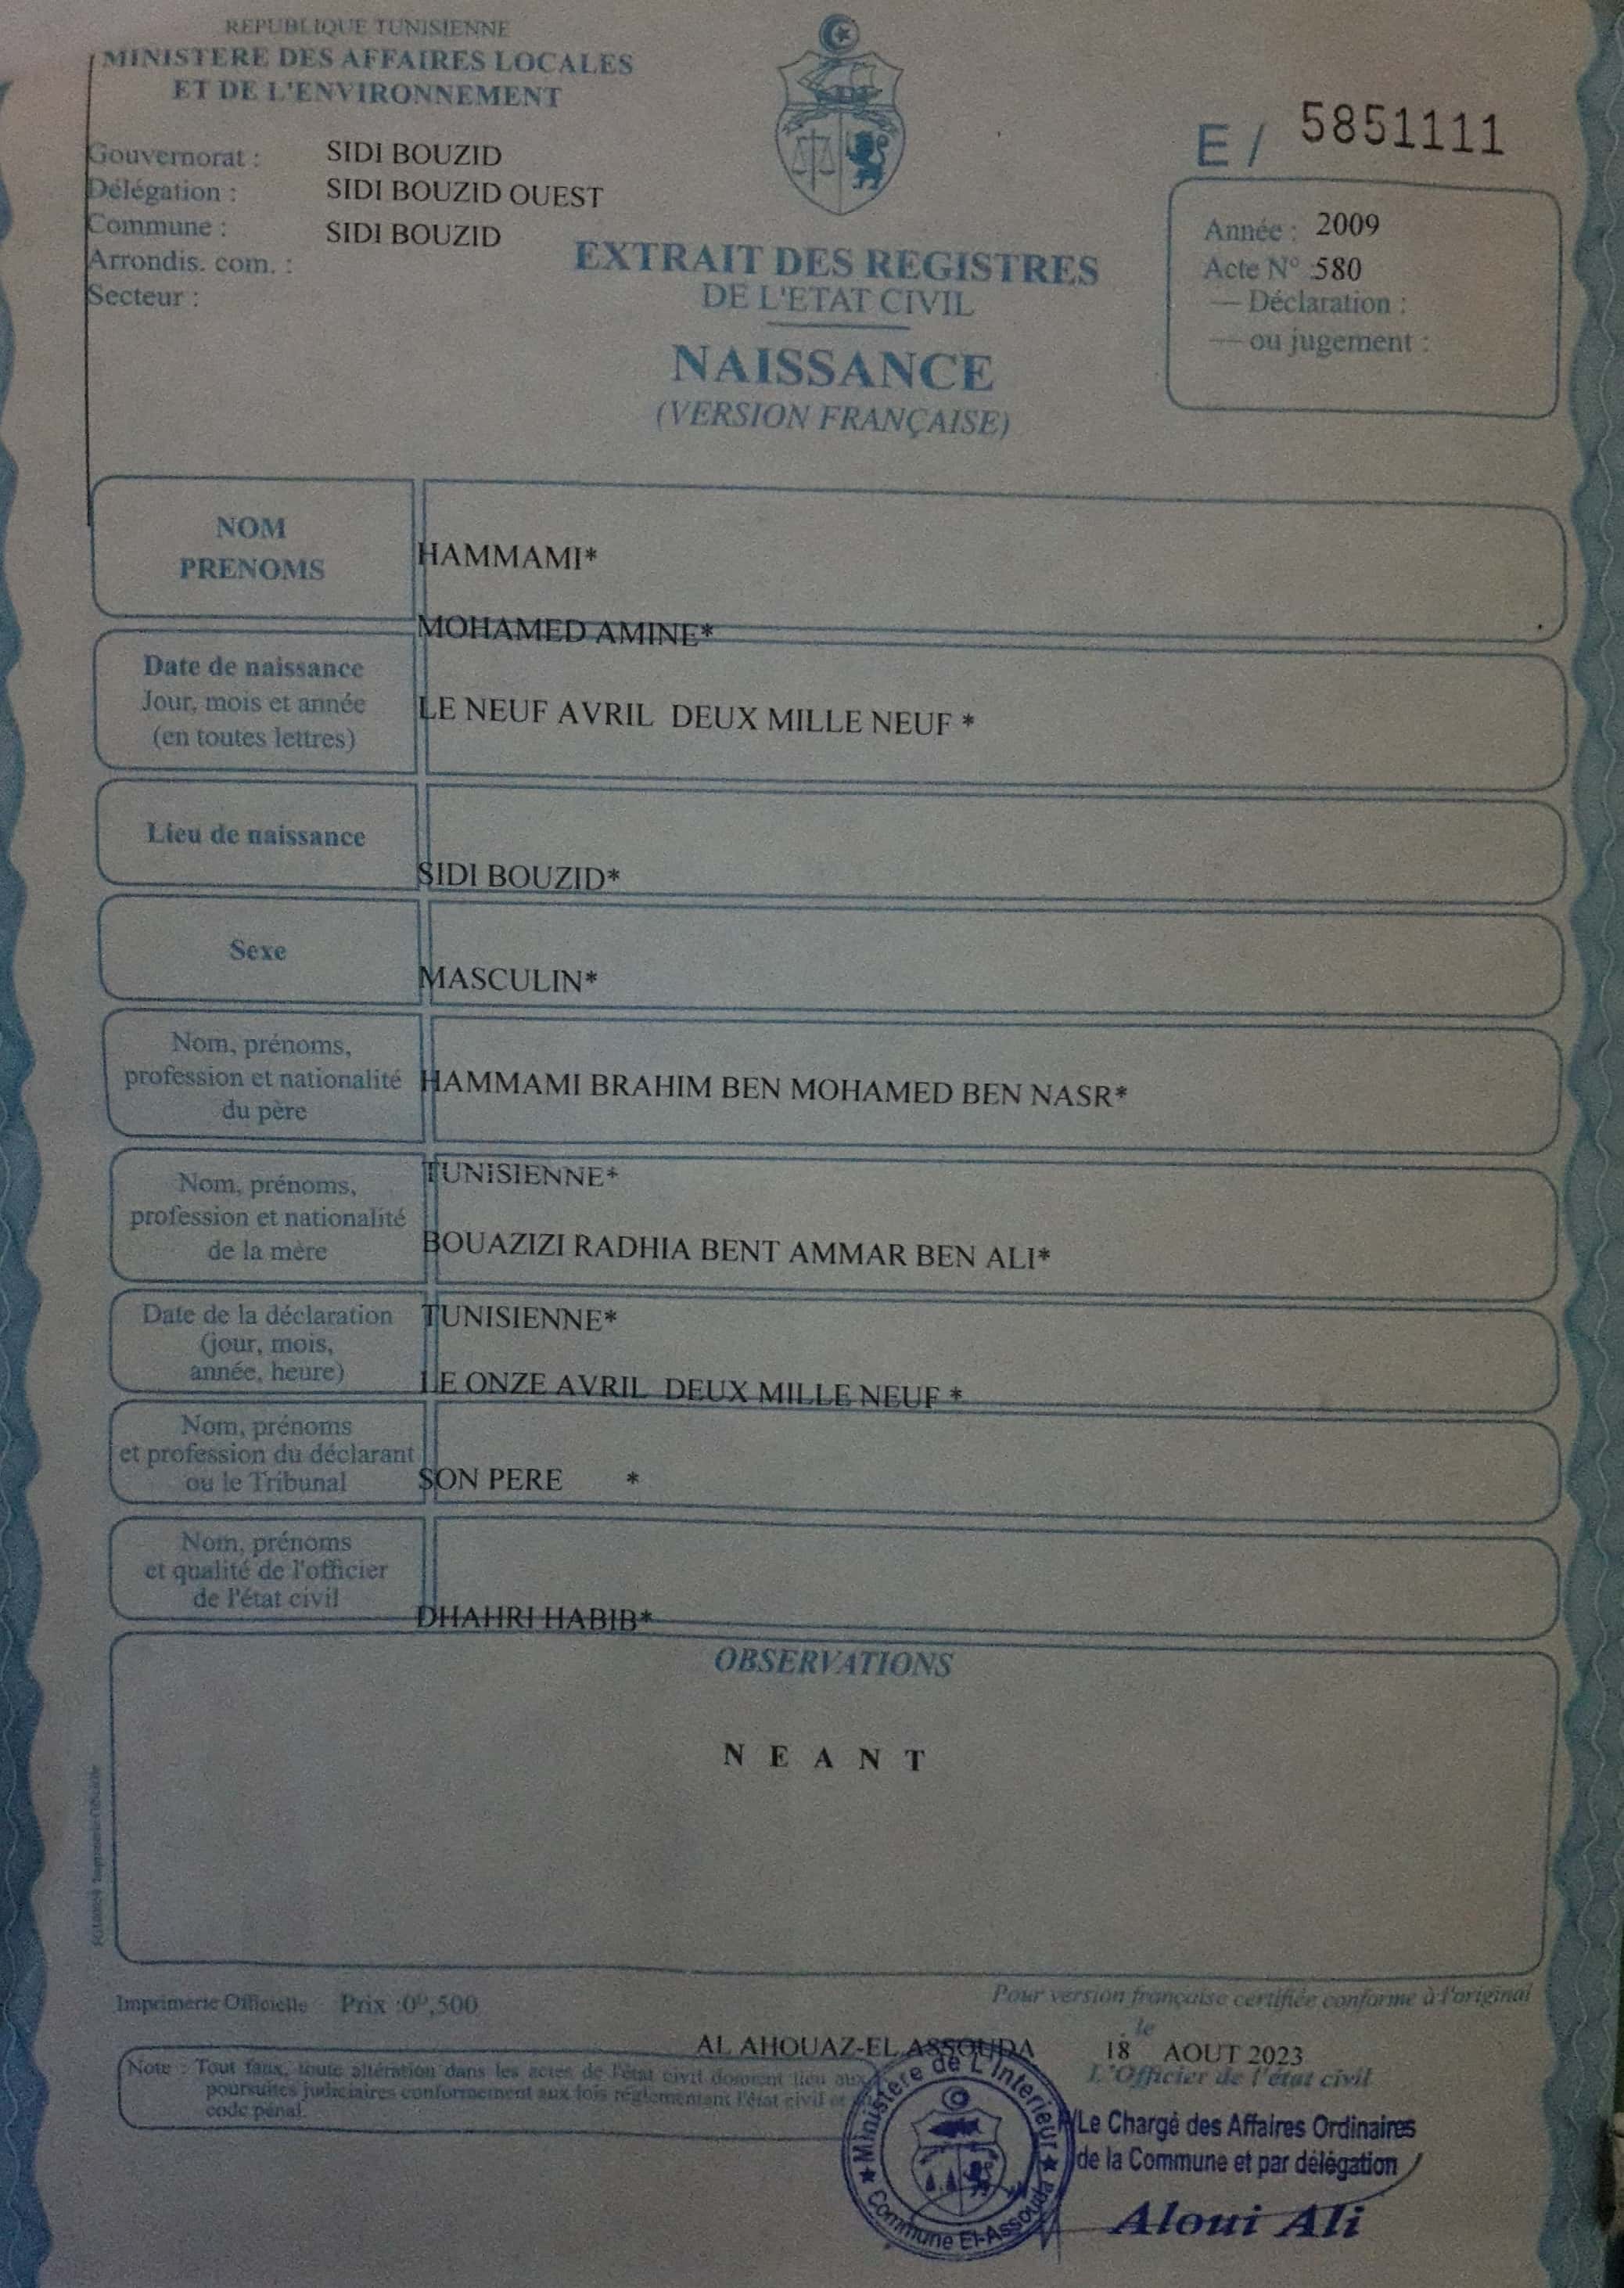 REPUBLIQUE TUNISIENNE
MINISTERE DES AFFAIRES LOCALES
ET DE L'ENVIRONNEMENT
Gouvernorat : SIDI BOUZID
Délégation : SIDI BOUZID OUEST
Commune : SIDI BOUZID
Arrondis. com. :
Secteur :
E / 5851111
Année : 2009
Acte N° 580
— Déclaration :
— ou jugement :
EXTRAIT DES REGISTRES
DE L'ETAT CIVIL
NAISSANCE
(VERSION FRANÇAISE)
NOM
PRENOMS
HAMMAMI*
MOHAMED AMINE*
Date de naissance
Jour, mois et année
(en toutes lettres)
LE NEUF AVRIL DEUX MILLE NEUF *
Lieu de naissance
SIDI BOUZID*
Sexe
MASCULIN*
Nom, prénoms,
profession et nationalité
du père
HAMMAMI BRAHIM BEN MOHAMED BEN NASR*
TUNISIENNE*
Nom, prénoms,
profession et nationalité
de la mère
BOUAZIZI RADHIA BENT AMMAR BEN ALI*
TUNISIENNE*
Date de la déclaration
(jour, mois,
année, heure)
LE ONZE AVRIL DEUX MILLE NEUF *
Nom, prénoms
et profession du déclarant
ou le Tribunal
SON PERE *
Nom, prénoms
et qualité de l'officier
de l'état civil
DHAHRI HABIB*
OBSERVATIONS
N E A N T
Imprimerie Officielle Prix :0ᴰ,500
Pour version française certifiée conforme à l'original
AL AHOUAZ-EL ASSOUDA , le 18 AOUT 2023
L'Officier de l'état civil
Note : Tout faux, toute altération dans les actes de l'état civil donnent lieu aux
poursuites judiciaires conformement aux lois réglementant l'état civil et
code pénal.
Ministère de L'Interieur
Commune El-Assouda
P/Le Chargé des Affaires Ordinaires
de la Commune et par délégation
Aloui Ali